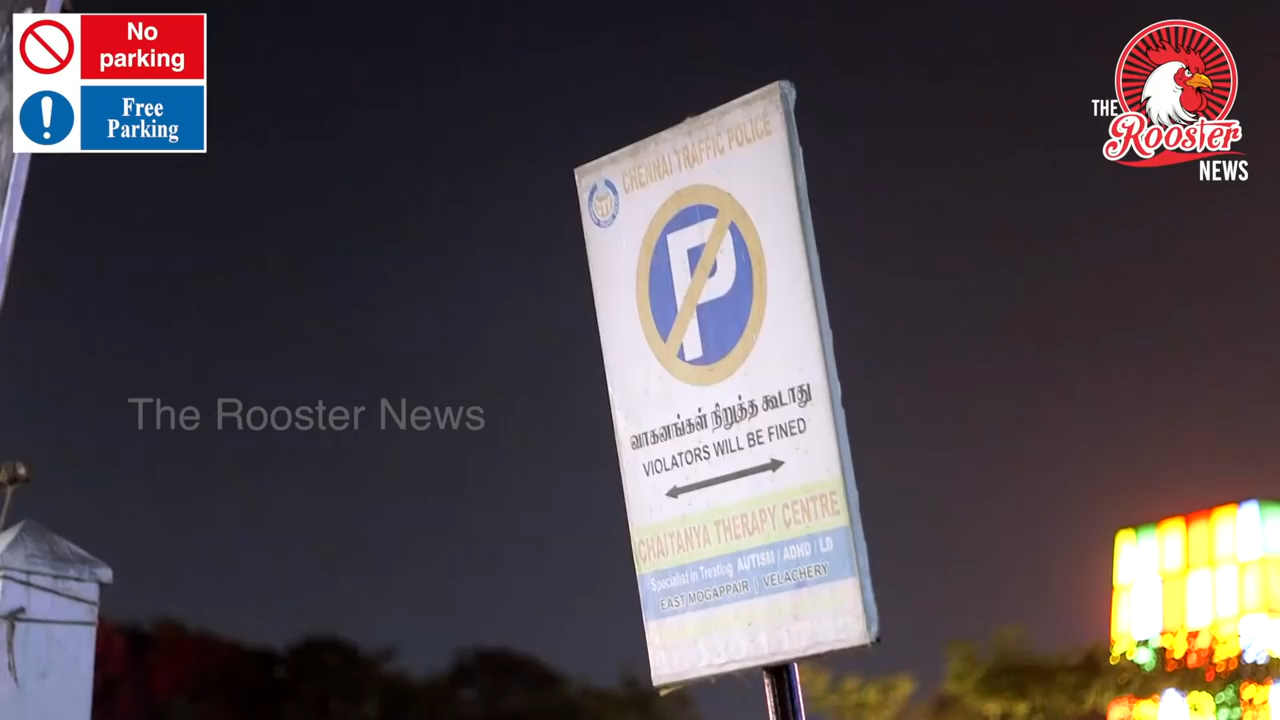 No
parking
Free
Parking
THE
Rooster
NEWS
CHENNAI TRAFFIC POLICE
P
வாகனங்கள் நிறுத்த கூடாது
VIOLATORS WILL BE FINED
The Rooster News
CHAITANYA THERAPY CENTRE
Specialist in Treating AUTISM / ADHD / LD
EAST MOGAPPAIR | VELACHERY